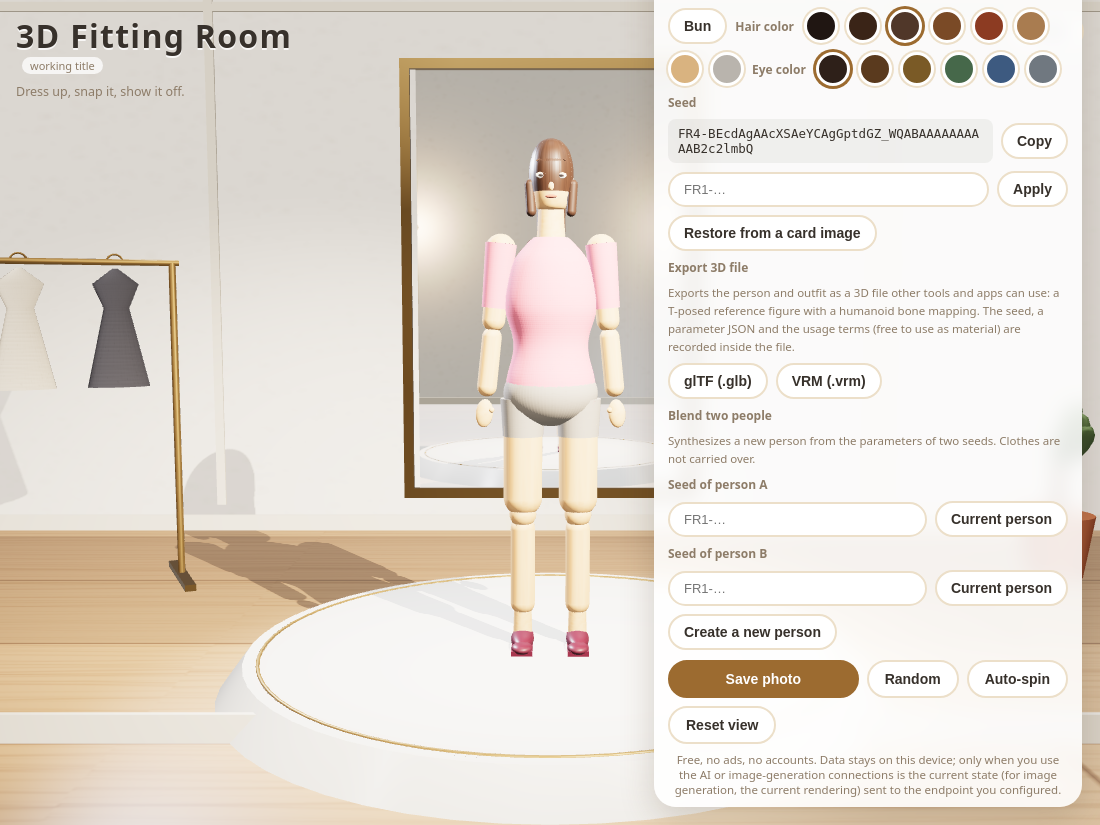 3D Fitting Room
working title
Dress up, snap it, show it off.
Bun
Hair color
Eye color
Seed
FR4-BEcdAgAAcXSAeYCAgGptdGZ_WQABAAAAAAAA
AAB2c2lmbQ
Copy
FR1-…
Apply
Restore from a card image
Export 3D file
Exports the person and outfit as a 3D file other tools and apps can use: a
T-posed reference figure with a humanoid bone mapping. The seed, a
parameter JSON and the usage terms (free to use as material) are
recorded inside the file.
glTF (.glb)
VRM (.vrm)
Blend two people
Synthesizes a new person from the parameters of two seeds. Clothes are
not carried over.
Seed of person A
FR1-…
Current person
Seed of person B
FR1-…
Current person
Create a new person
Save photo
Random
Auto-spin
Reset view
Free, no ads, no accounts. Data stays on this device; only when you use
the AI or image-generation connections is the current state (for image
generation, the current rendering) sent to the endpoint you configured.